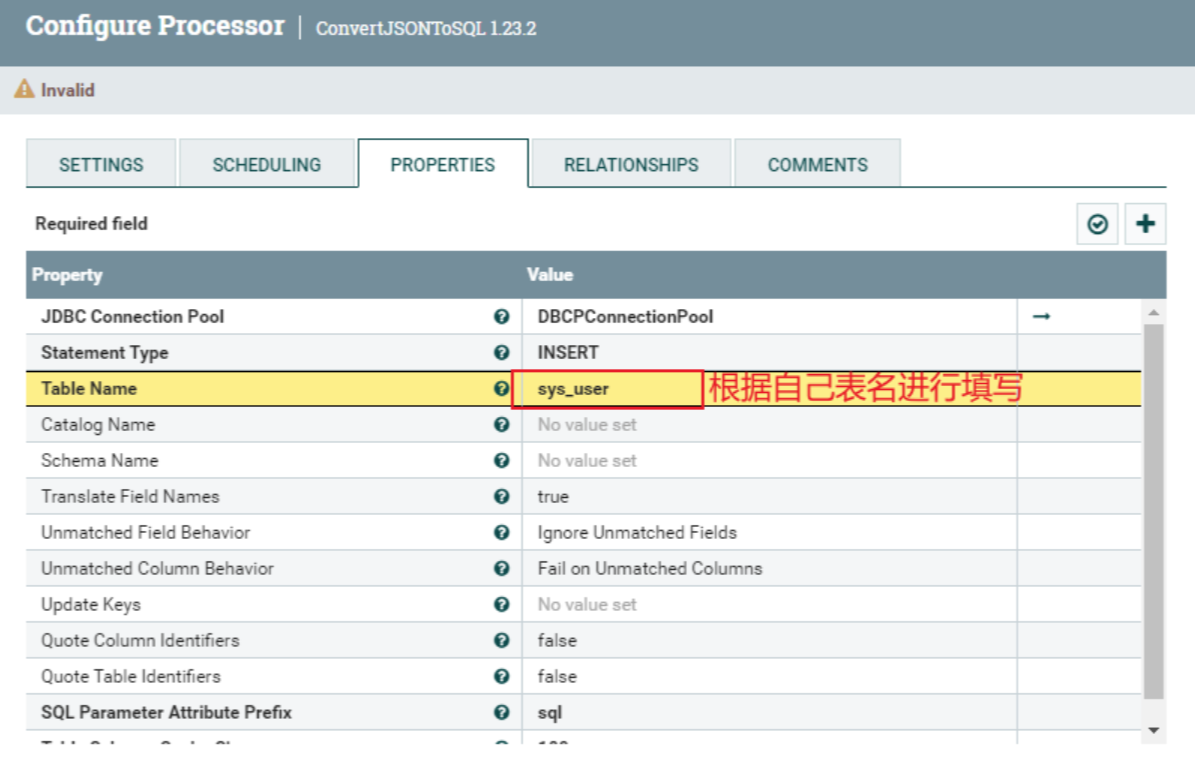 Configure Processor | ConvertJSONToSQL 1.23.2
Invalid
SETTINGS SCHEDULING PROPERTIES RELATIONSHIPS COMMENTS
Required field
Property Value
JDBC Connection Pool DBCPConnectionPool
Statement Type INSERT
Table Name sys_user 根据自己表名进行填写
Catalog Name No value set
Schema Name No value set
Translate Field Names true
Unmatched Field Behavior Ignore Unmatched Fields
Unmatched Column Behavior Fail on Unmatched Columns
Update Keys No value set
Quote Column Identifiers false
Quote Table Identifiers false
SQL Parameter Attribute Prefix sql